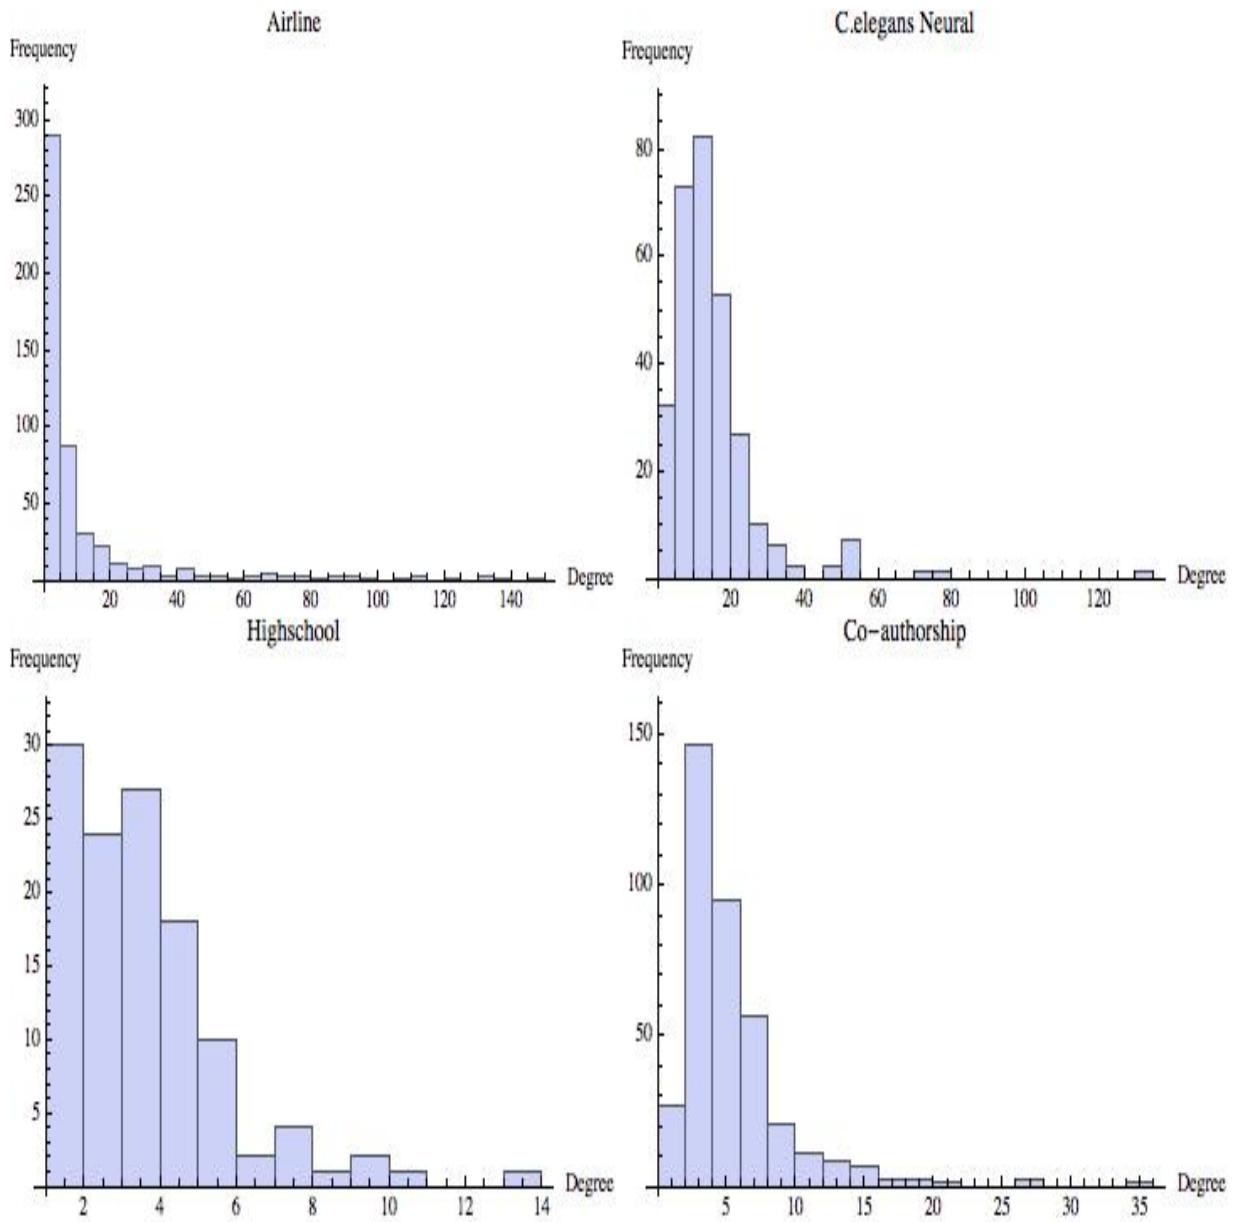 Airline
Frequency
300
250
200
150
100
50
20 40 60 80 100 120 140
Degree
C.elegans Neural
Frequency
80
60
40
20
20 40 60 80 100 120
Degree
Highschool
Frequency
30
25
20
15
10
5
2 4 6 8 10 12 14
Degree
Co-authorship
Frequency
150
100
50
5 10 15 20 25 30 35
Degree